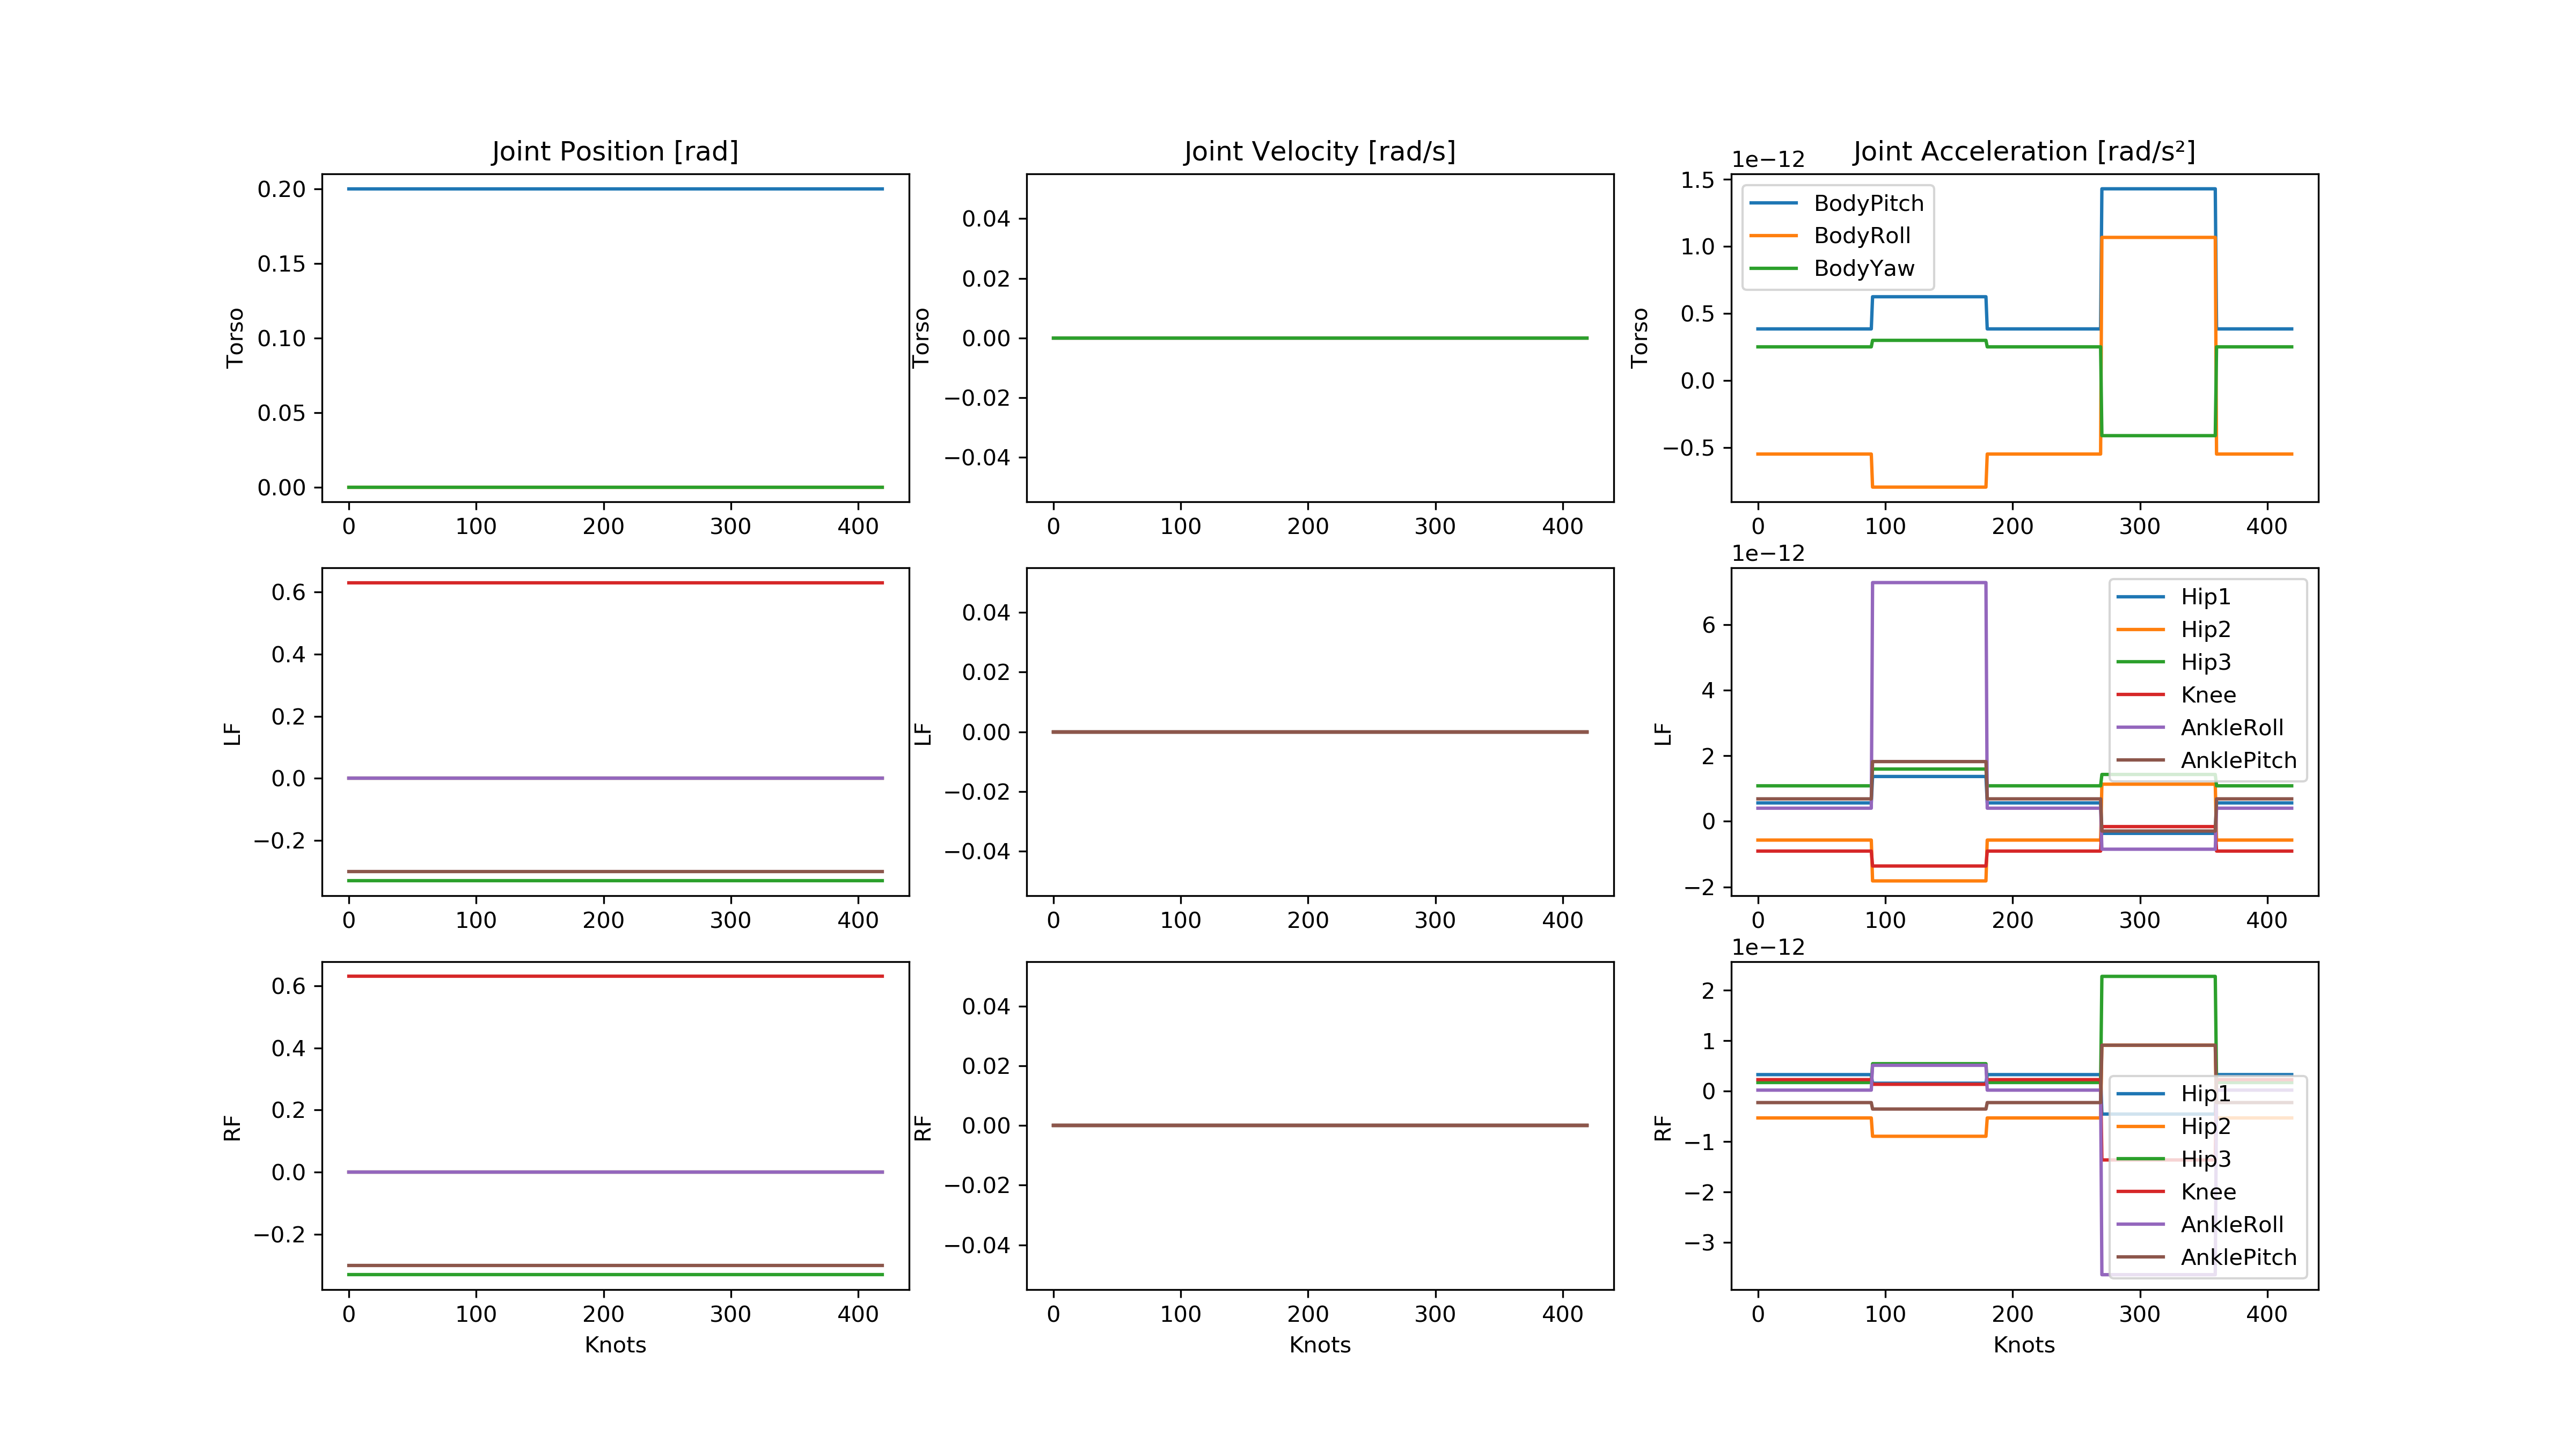 Joint Position [rad]
Torso
0.20
0.15
0.10
0.05
0.00
0 100 200 300 400
Joint Velocity [rad/s]
Torso
0.04
0.02
0.00
−0.02
−0.04
0 100 200 300 400
Joint Acceleration [rad/s²]
1e−12
Torso
1.5
1.0
0.5
0.0
−0.5
BodyPitch
BodyRoll
BodyYaw
0 100 200 300 400
LF
0.6
0.4
0.2
0.0
−0.2
0 100 200 300 400
LF
0.04
0.02
0.00
−0.02
−0.04
0 100 200 300 400
1e−12
LF
6
4
2
0
−2
Hip1
Hip2
Hip3
Knee
AnkleRoll
AnklePitch
0 100 200 300 400
RF
0.6
0.4
0.2
0.0
−0.2
0 100 200 300 400
Knots
RF
0.04
0.02
0.00
−0.02
−0.04
0 100 200 300 400
Knots
1e−12
RF
2
1
0
−1
−2
−3
Hip1
Hip2
Hip3
Knee
AnkleRoll
AnklePitch
0 100 200 300 400
Knots